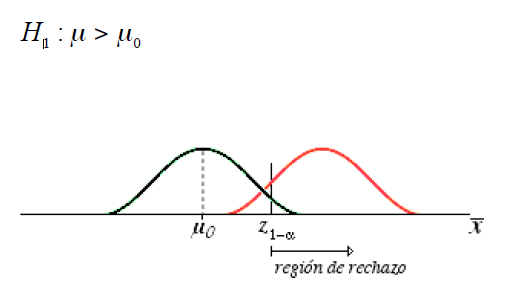 H₁ : μ > μ₀
μ₀ z₁₋α x̅
región de rechazo